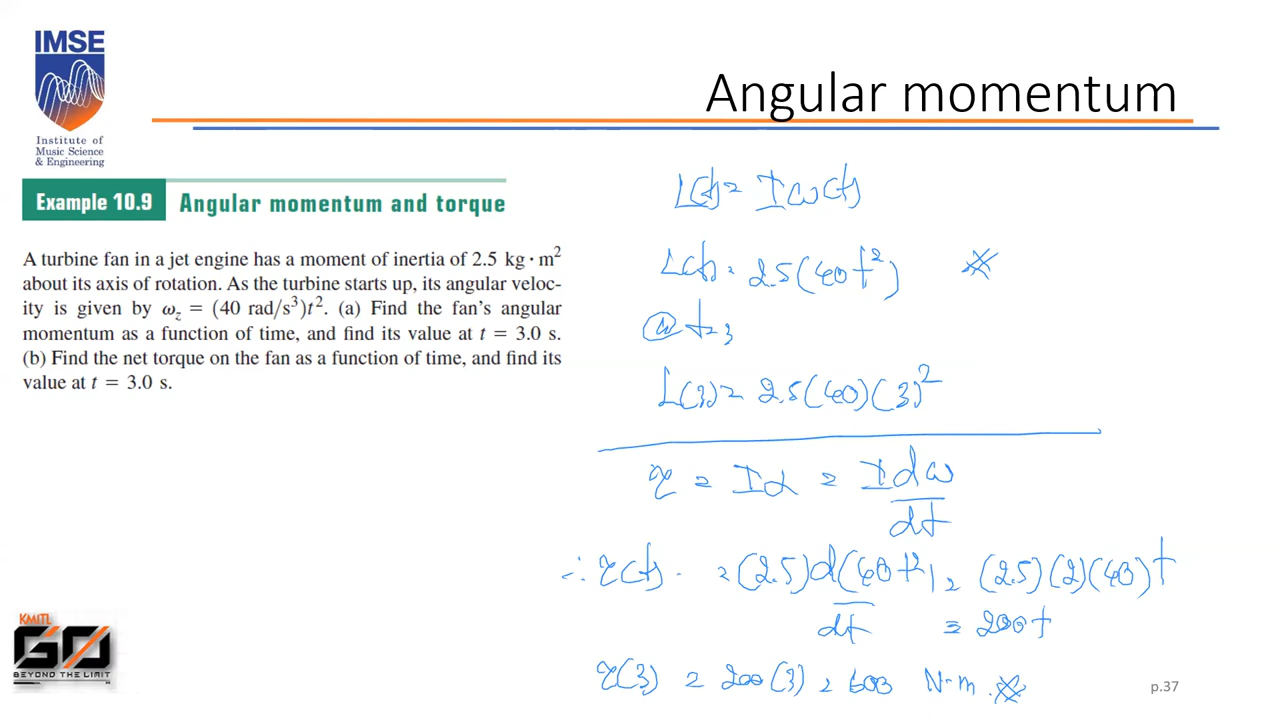 IMSE
Institute of
Music Science
& Engineering
Angular momentum
Example 10.9 Angular momentum and torque
A turbine fan in a jet engine has a moment of inertia of 2.5 kg · m²
about its axis of rotation. As the turbine starts up, its angular veloc-
ity is given by ω_z = (40 rad/s³)t². (a) Find the fan's angular
momentum as a function of time, and find its value at t = 3.0 s.
(b) Find the net torque on the fan as a function of time, and find its
value at t = 3.0 s.
L(t) = I ω(t)
L(t) = 2.5(40t²)
@ t=3
L(3) = 2.5(40)(3)²
τ = Iα = I dω/dt
∴ τ(t) = (2.5)d(40t²)/dt = (2.5)(2)(40)t
= 200t
τ(3) = 200(3) = 600 N-m
KMITL
GO
BEYOND THE LIMIT
p.37